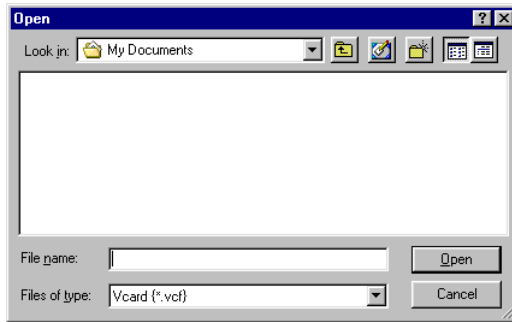 Open
Look in: My Documents
File name: Open
Files of type: Vcard {*.vcf} Cancel